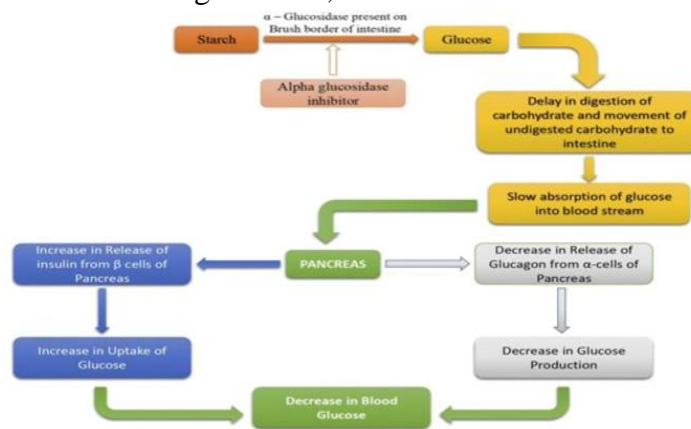 α – Glucosidase present on
Brush border of intestine
Starch
Glucose
Alpha glucosidase
inhibitor
Delay in digestion of
carbohydrate and movement of
undigested carbohydrate to
intestine
Slow absorption of glucose
into blood stream
Increase in Release of
insulin from β cells of
Pancreas
PANCREAS
Decrease in Release of
Glucagon from α-cells of
Pancreas
Increase in Uptake of
Glucose
Decrease in Glucose
Production
Decrease in Blood
Glucose